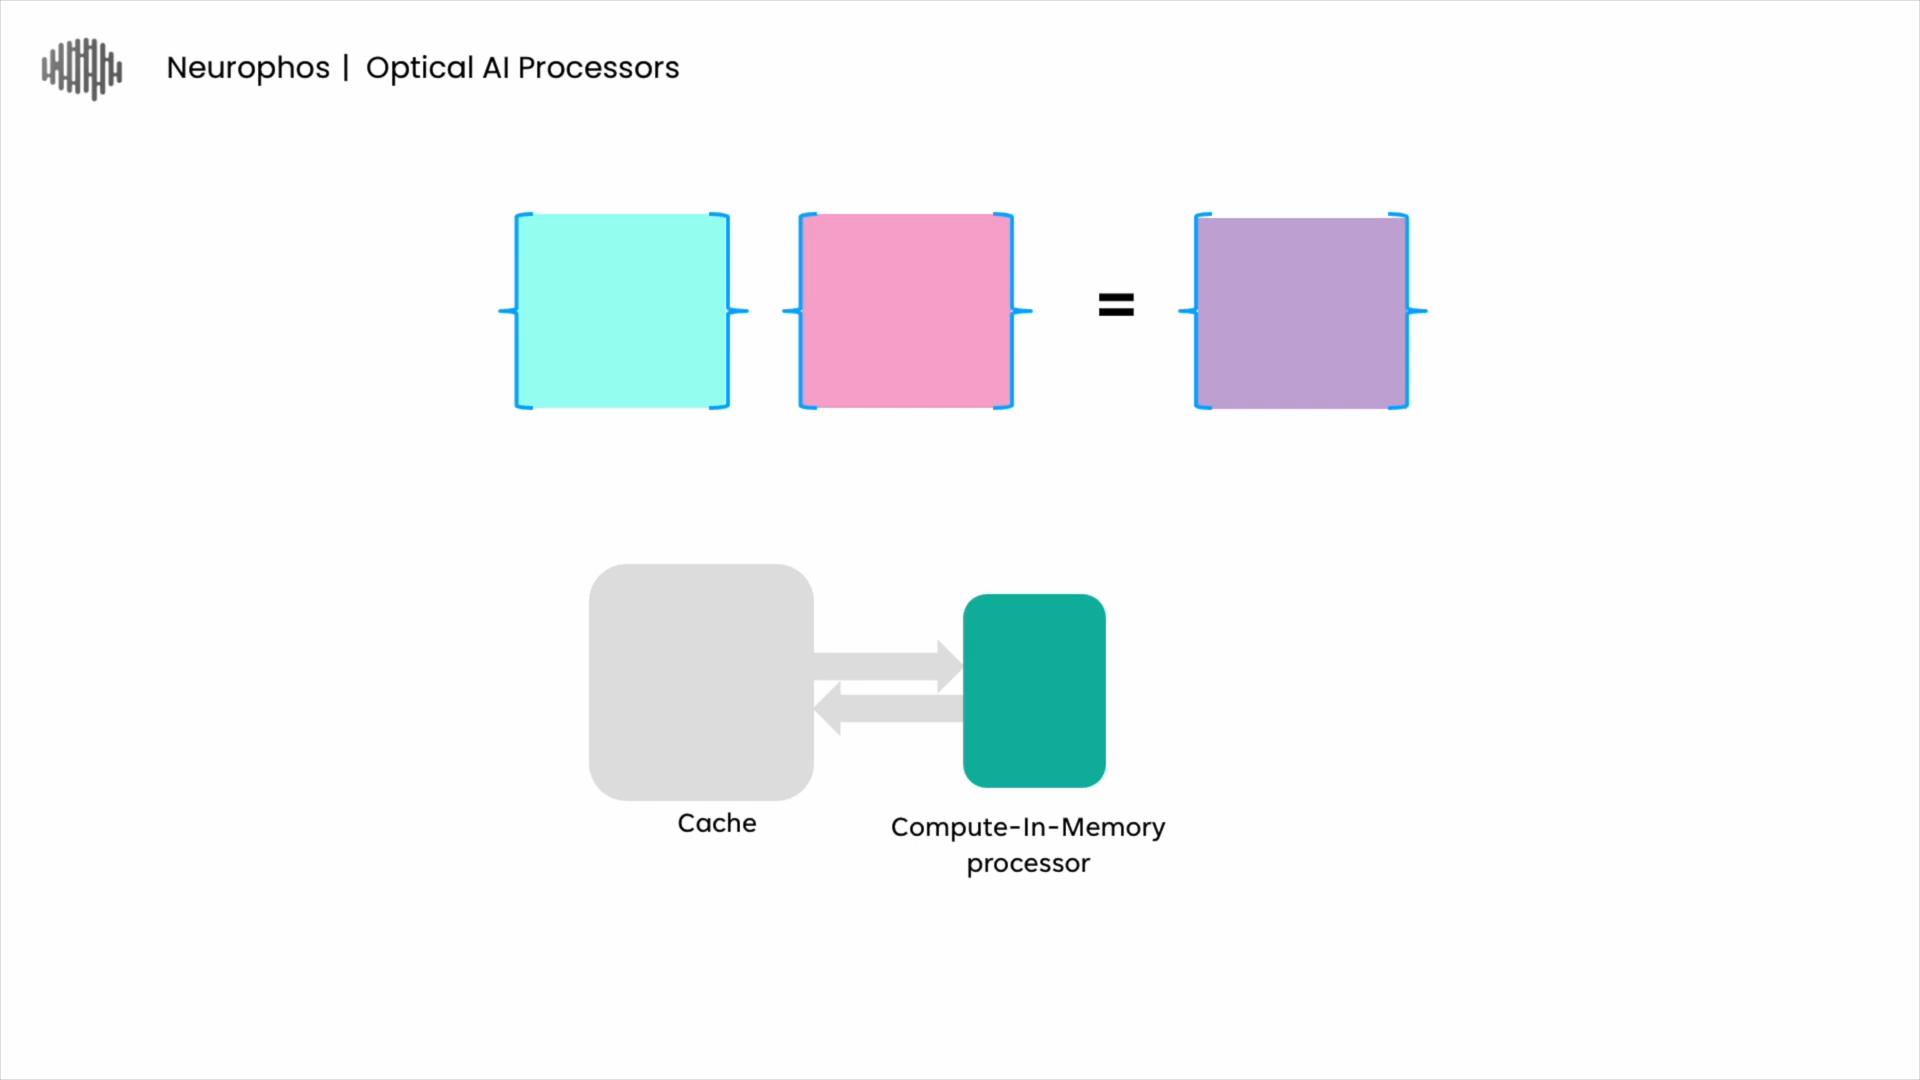 Neurophos | Optical AI Processors
=
Cache
Compute-In-Memory
processor